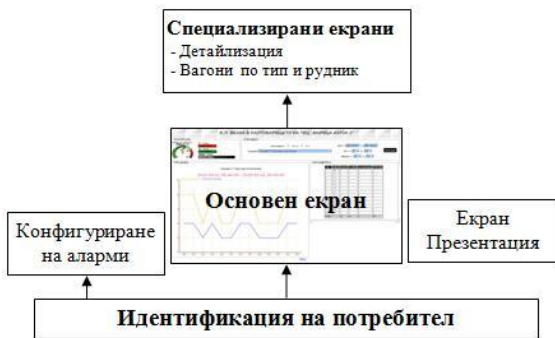 Специализирани екрани
- Детайлизация
- Вагони по тип и рудник
Основен екран
Конфигуриране
на аларми
Екран
Презентация
Идентификация на потребител